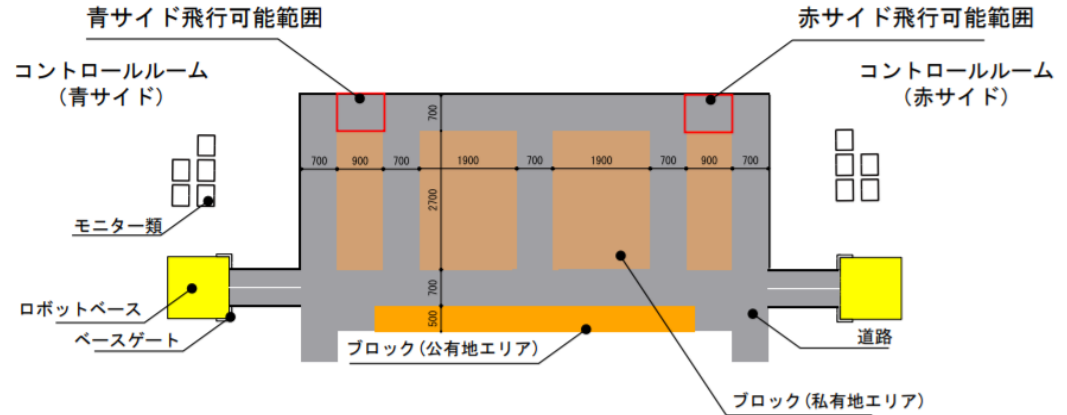 青サイド飛行可能範囲
赤サイド飛行可能範囲
コントロールルーム
（青サイド）
コントロールルーム
（赤サイド）
700
700 900 700 1900 700 1900 700 900 700
2700
モニター類
700
ロボットベース
500
ベースゲート
ブロック(公有地エリア)
道路
ブロック(私有地エリア)